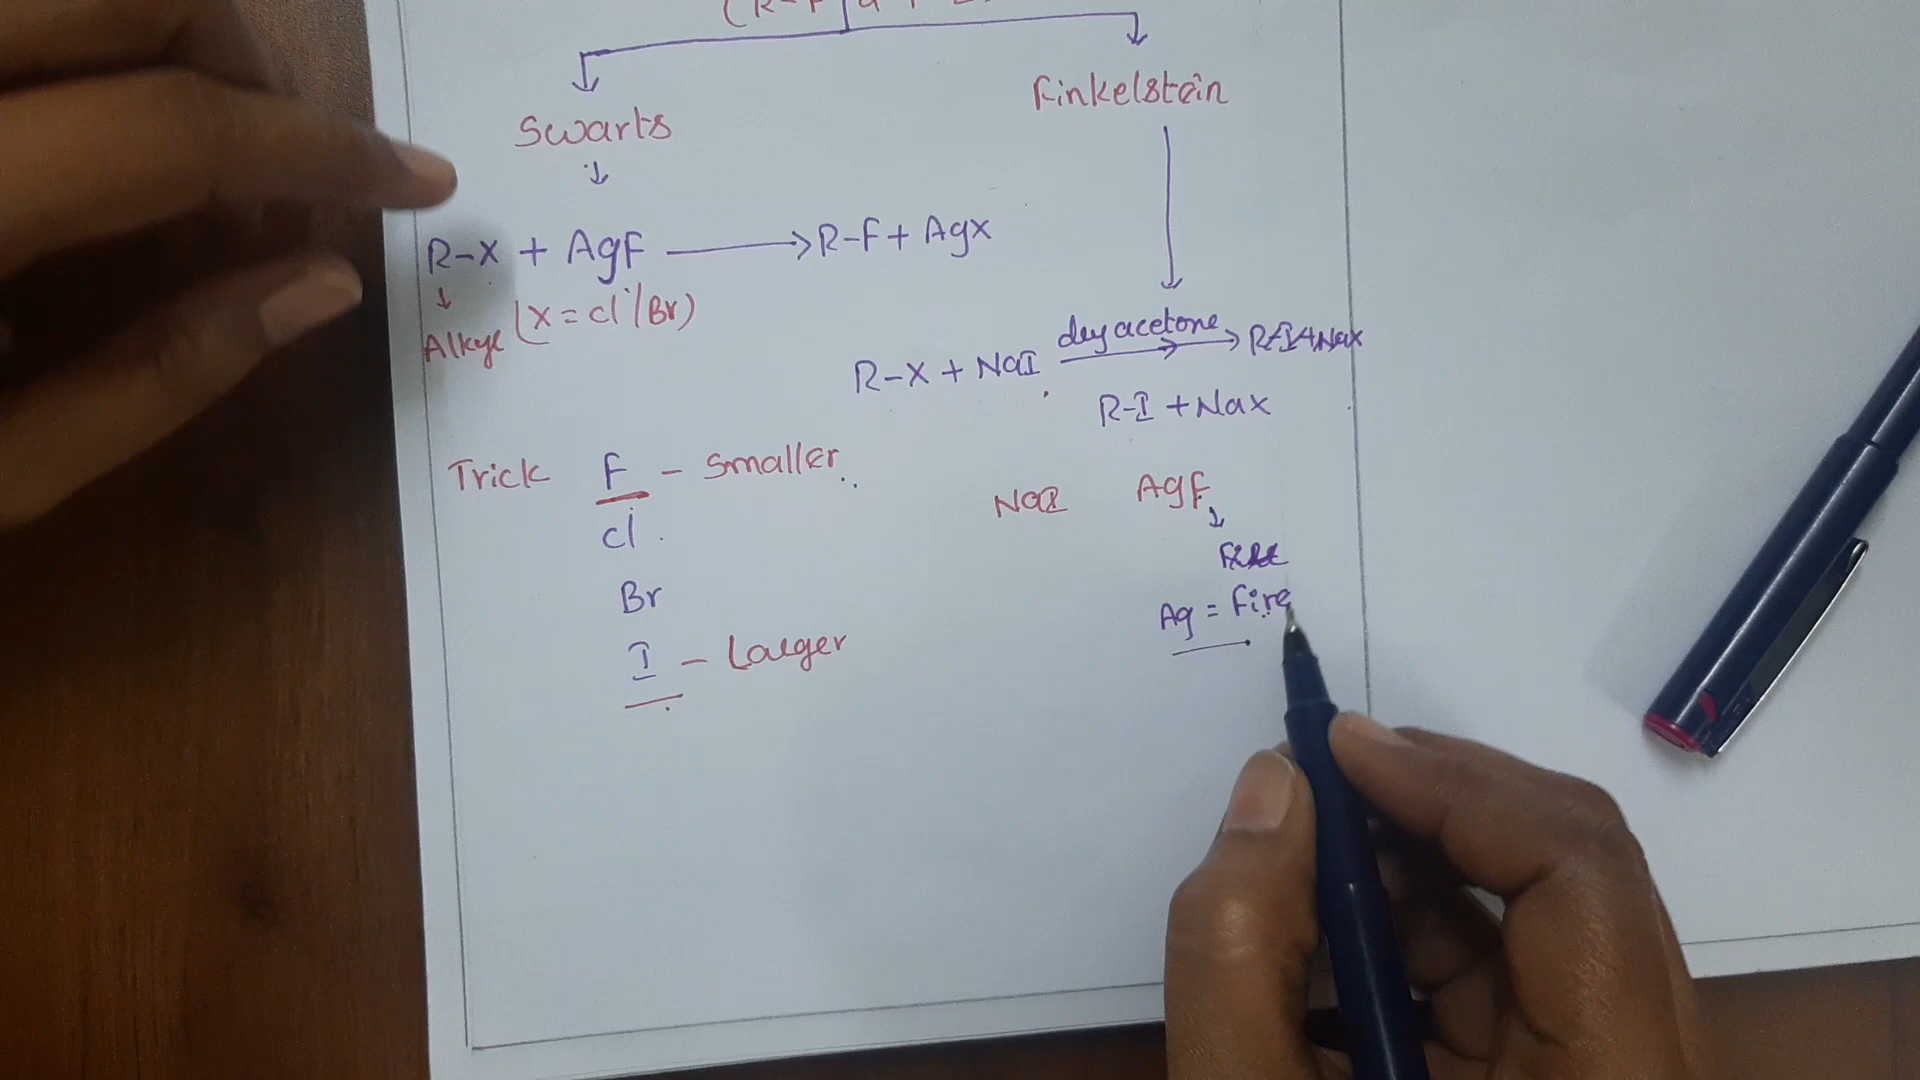 Swarts
Finkelstein
R-X + AgF → R-F + Agx
↓
Alkyl (x = cl / Br)
R-X + NaI dry acetone → R-I+Nax
R-I + Nax
Trick F - Smaller
cl
Br
I - Larger
NaI AgF
Ag = Fire